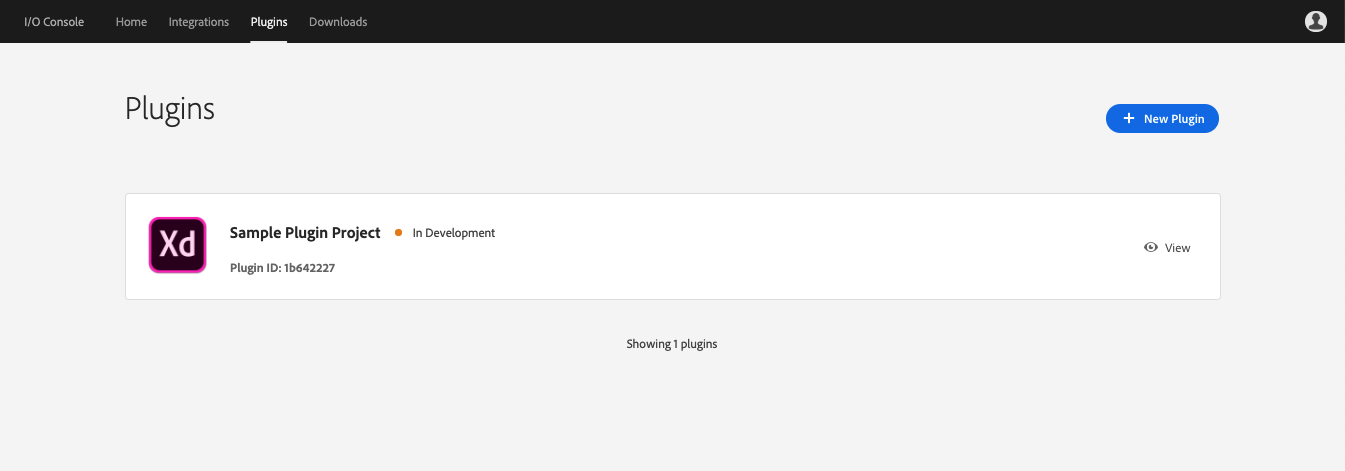 I/O Console Home Integrations Plugins Downloads
Plugins
+ New Plugin
Xd Sample Plugin Project In Development
Plugin ID: 1b642227
View
Showing 1 plugins